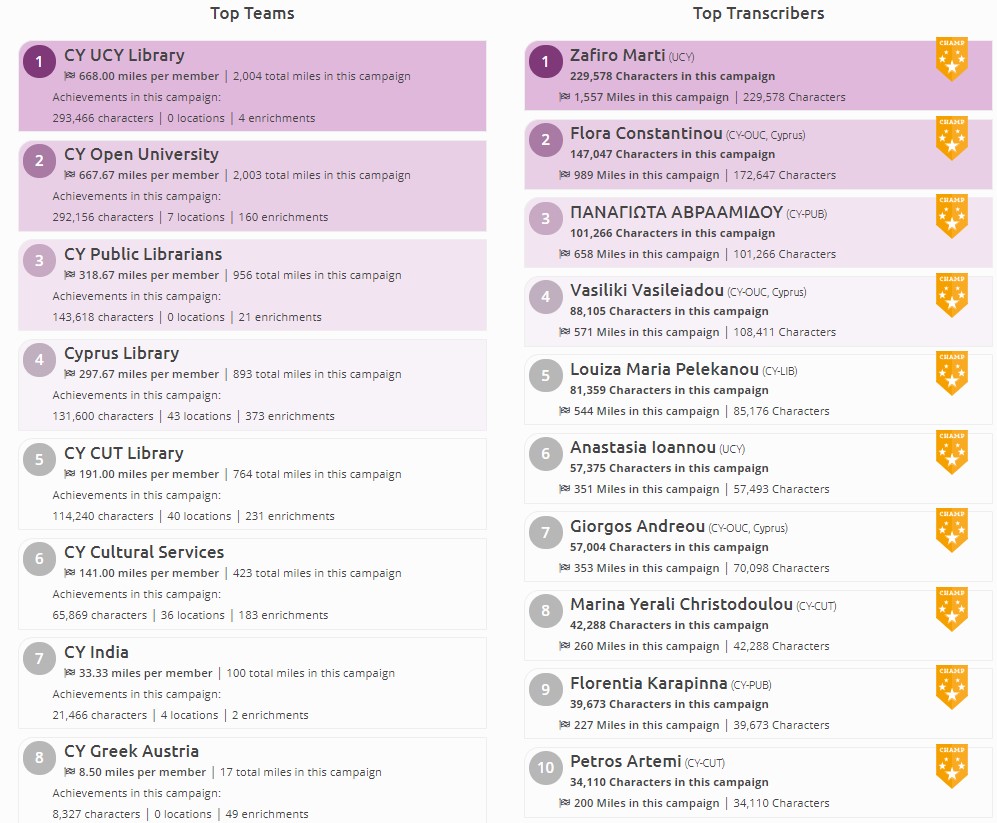 Top Teams
1
CY UCY Library
668.00 miles per member | 2,004 total miles in this campaign
Achievements in this campaign:
293,466 characters | 0 locations | 4 enrichments
2
CY Open University
667.67 miles per member | 2,003 total miles in this campaign
Achievements in this campaign:
292,156 characters | 7 locations | 160 enrichments
3
CY Public Librarians
318.67 miles per member | 956 total miles in this campaign
Achievements in this campaign:
143,618 characters | 0 locations | 21 enrichments
4
Cyprus Library
297.67 miles per member | 893 total miles in this campaign
Achievements in this campaign:
131,600 characters | 43 locations | 373 enrichments
5
CY CUT Library
191.00 miles per member | 764 total miles in this campaign
Achievements in this campaign:
114,240 characters | 40 locations | 231 enrichments
6
CY Cultural Services
141.00 miles per member | 423 total miles in this campaign
Achievements in this campaign:
65,869 characters | 36 locations | 183 enrichments
7
CY India
33.33 miles per member | 100 total miles in this campaign
Achievements in this campaign:
21,466 characters | 4 locations | 2 enrichments
8
CY Greek Austria
8.50 miles per member | 17 total miles in this campaign
Achievements in this campaign:
8,327 characters | 0 locations | 49 enrichments
Top Transcribers
1
Zafiro Marti (UCY)
CHAMP
229,578 Characters in this campaign
1,557 Miles in this campaign | 229,578 Characters
2
Flora Constantinou (CY-OUC, Cyprus)
CHAMP
147,047 Characters in this campaign
989 Miles in this campaign | 172,647 Characters
3
ΠΑΝΑΓΙΩΤΑ ΑΒΡΑΑΜΙΔΟΥ (CY-PUB)
CHAMP
101,266 Characters in this campaign
658 Miles in this campaign | 101,266 Characters
4
Vasiliki Vasileiadou (CY-OUC, Cyprus)
CHAMP
88,105 Characters in this campaign
571 Miles in this campaign | 108,411 Characters
5
Louiza Maria Pelekanou (CY-LIB)
CHAMP
81,359 Characters in this campaign
544 Miles in this campaign | 85,176 Characters
6
Anastasia Ioannou (UCY)
CHAMP
57,375 Characters in this campaign
351 Miles in this campaign | 57,493 Characters
7
Giorgos Andreou (CY-OUC, Cyprus)
CHAMP
57,004 Characters in this campaign
353 Miles in this campaign | 70,098 Characters
8
Marina Yerali Christodoulou (CY-CUT)
CHAMP
42,288 Characters in this campaign
260 Miles in this campaign | 42,288 Characters
9
Florentia Karapinna (CY-PUB)
CHAMP
39,673 Characters in this campaign
227 Miles in this campaign | 39,673 Characters
10
Petros Artemi (CY-CUT)
CHAMP
34,110 Characters in this campaign
200 Miles in this campaign | 34,110 Characters